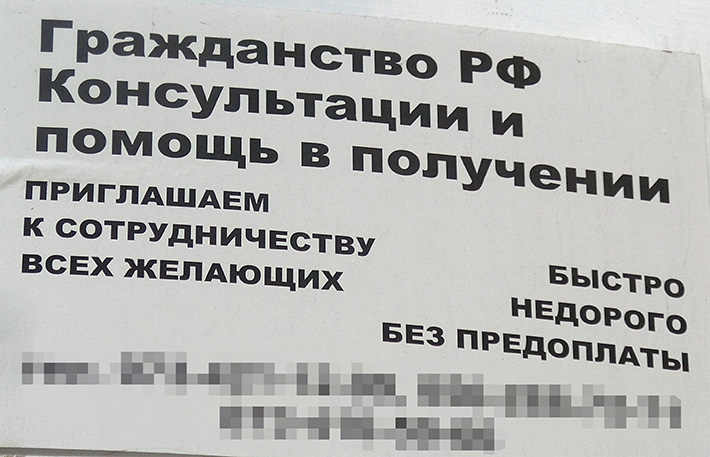 Гражданство РФ
Консультации и
помощь в получении
ПРИГЛАШАЕМ
К СОТРУДНИЧЕСТВУ
ВСЕХ ЖЕЛАЮЩИХ
БЫСТРО
НЕДОРОГО
БЕЗ ПРЕДОПЛАТЫ